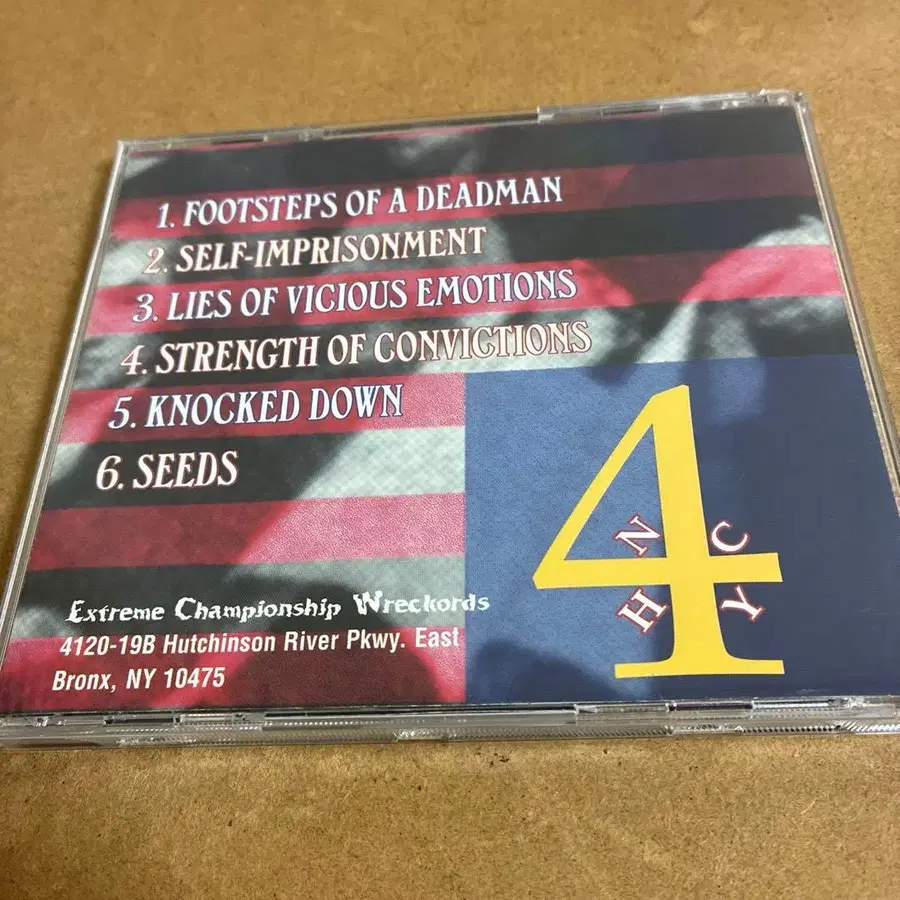 1. FOOTSTEPS OF A DEADMAN
2. SELF-IMPRISONMENT
3. LIES OF VICIOUS EMOTIONS
4. STRENGTH OF CONVICTIONS
5. KNOCKED DOWN
6. SEEDS
4
N C
H Y
Extreme Championship Wreckords
4120-19B Hutchinson River Pkwy. East
Bronx, NY 10475